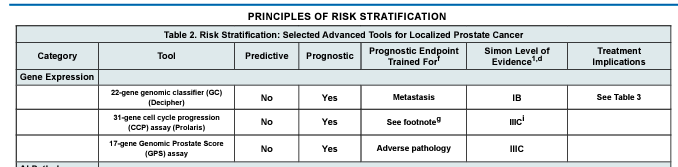 PRINCIPLES OF RISK STRATIFICATION
Table 2. Risk Stratification: Selected Advanced Tools for Localized Prostate Cancer
Category Tool Predictive Prognostic Prognostic Endpoint Trained For^f Simon Level of Evidence^1,d Treatment Implications
Gene Expression
22-gene genomic classifier (GC) (Decipher) No Yes Metastasis IB See Table 3
31-gene cell cycle progression (CCP) assay (Prolaris) No Yes See footnote^g IIIC^i
17-gene Genomic Prostate Score (GPS) assay No Yes Adverse pathology IIIC